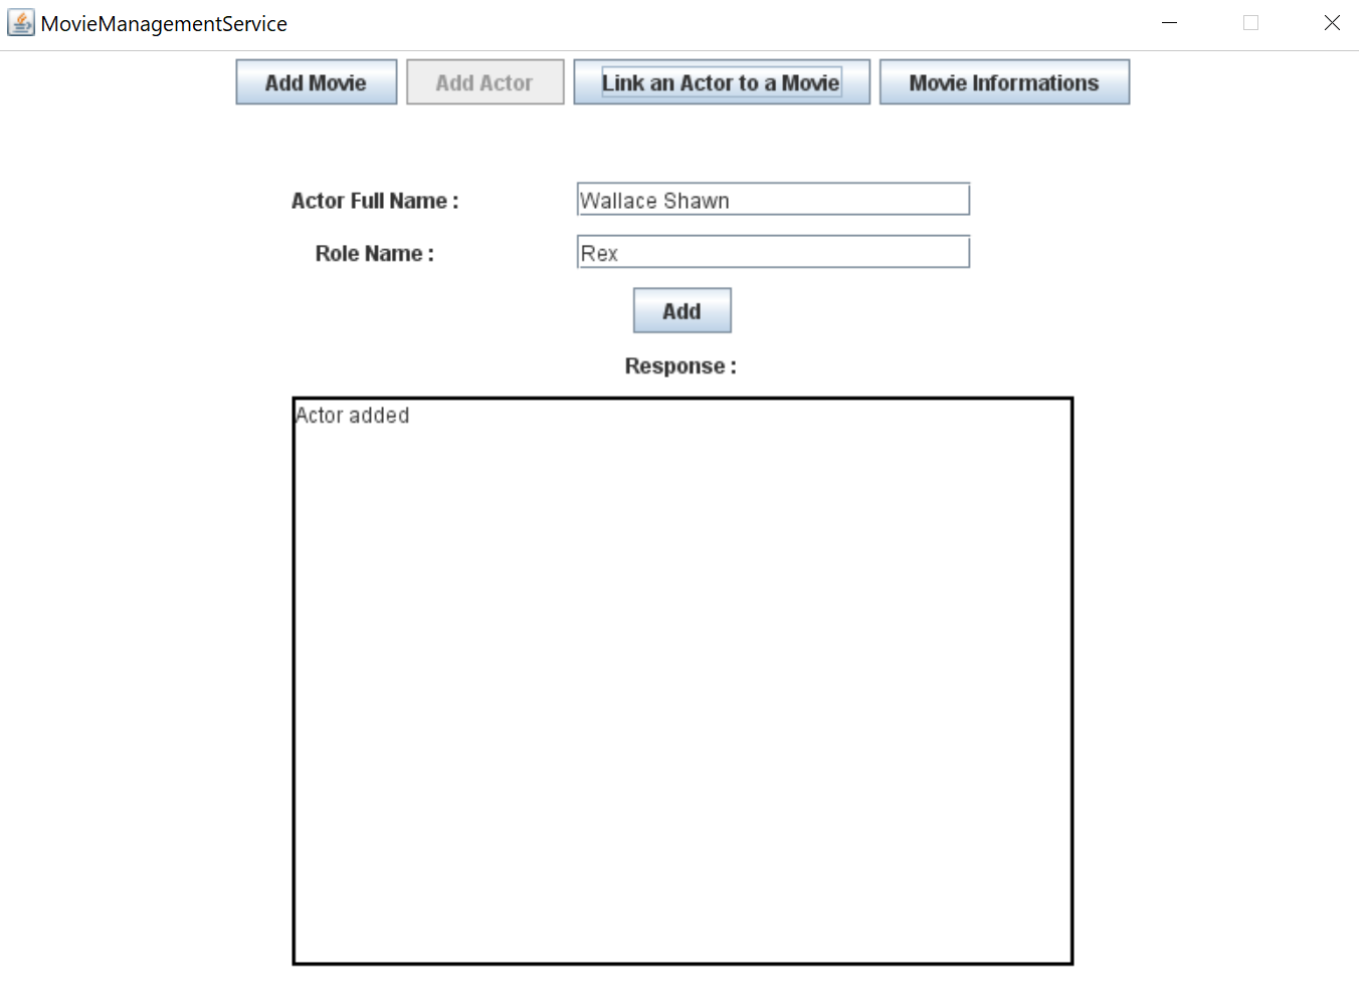 MovieManagementService
Add Movie Add Actor Link an Actor to a Movie Movie Informations
Actor Full Name : Wallace Shawn
Role Name : Rex
Add
Response :
Actor added